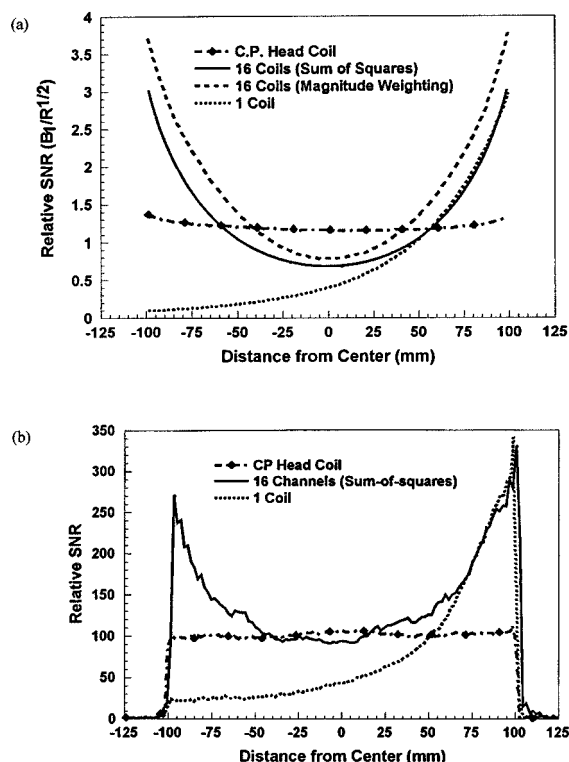 (a)
Relative SNR (B1/R1/2)
4
3.5
3
2.5
2
1.5
1
0.5
0
C.P. Head Coil
16 Coils (Sum of Squares)
16 Coils (Magnitude Weighting)
1 Coil
-125 -100 -75 -50 -25 0 25 50 75 100 125
Distance from Center (mm)
(b)
Relative SNR
350
300
250
200
150
100
50
0
CP Head Coil
16 Channels (Sum-of-squares)
1 Coil
-125 -100 -75 -50 -25 0 25 50 75 100 125
Distance from Center (mm)